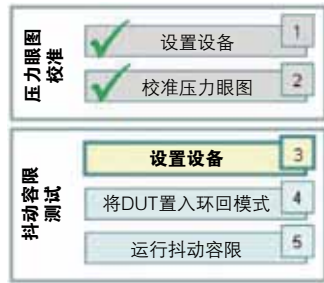 压力眼图
校准
设置设备
1
校准压力眼图
2
抖动容限
测试
设置设备
3
将DUT置入环回模式
4
运行抖动容限
5